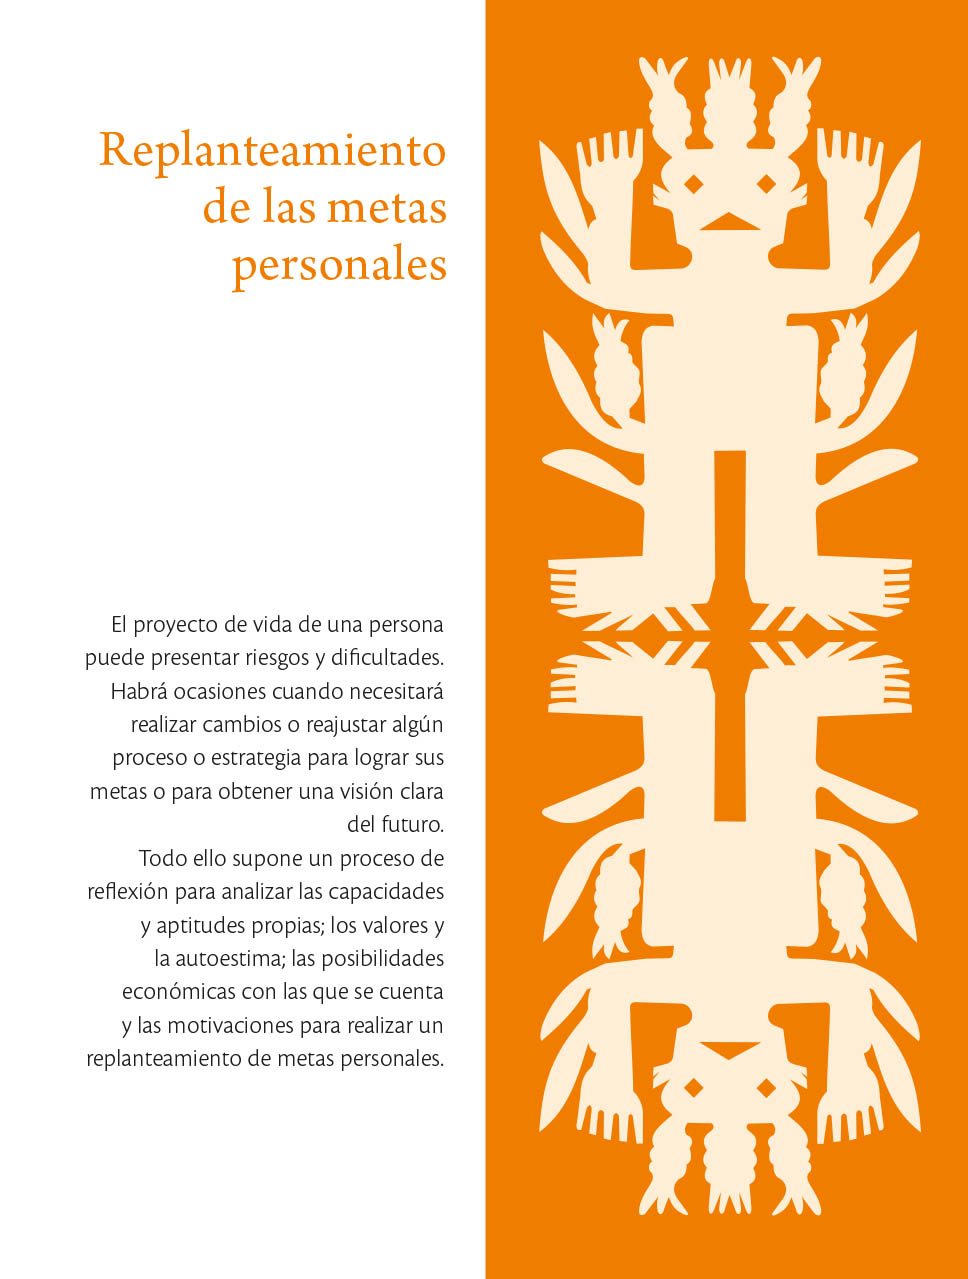 Replanteamiento
de las metas
personales
El proyecto de vida de una persona
puede presentar riesgos y dificultades.
Habrá ocasiones cuando necesitará
realizar cambios o reajustar algún
proceso o estrategia para lograr sus
metas o para obtener una visión clara
del futuro.
Todo ello supone un proceso de
reflexión para analizar las capacidades
y aptitudes propias; los valores y
la autoestima; las posibilidades
económicas con las que se cuenta
y las motivaciones para realizar un
replanteamiento de metas personales.